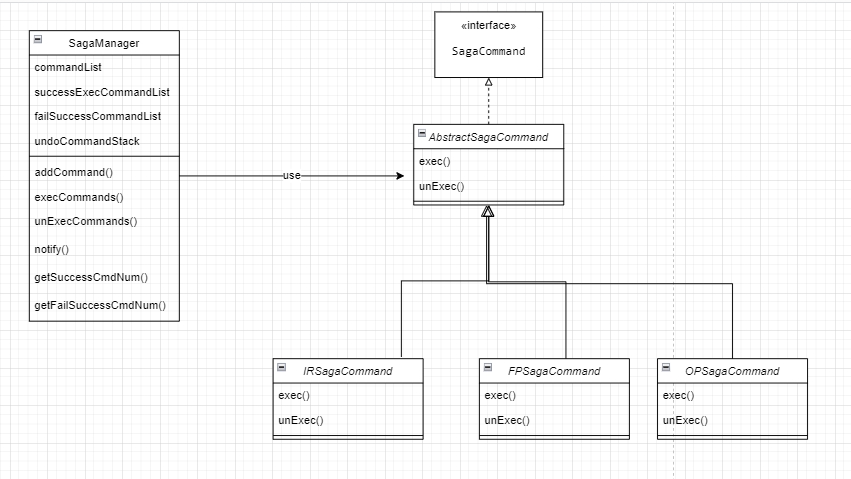 SagaManager
commandList
successExecCommandList
failSuccessCommandList
undoCommandStack
addCommand()
execCommands()
unExecCommands()
notify()
getSuccessCmdNum()
getFailSuccessCmdNum()
use
«interface»
SagaCommand
AbstractSagaCommand
exec()
unExec()
IRSagaCommand
exec()
unExec()
FPSagaCommand
exec()
unExec()
OPSagaCommand
exec()
unExec()